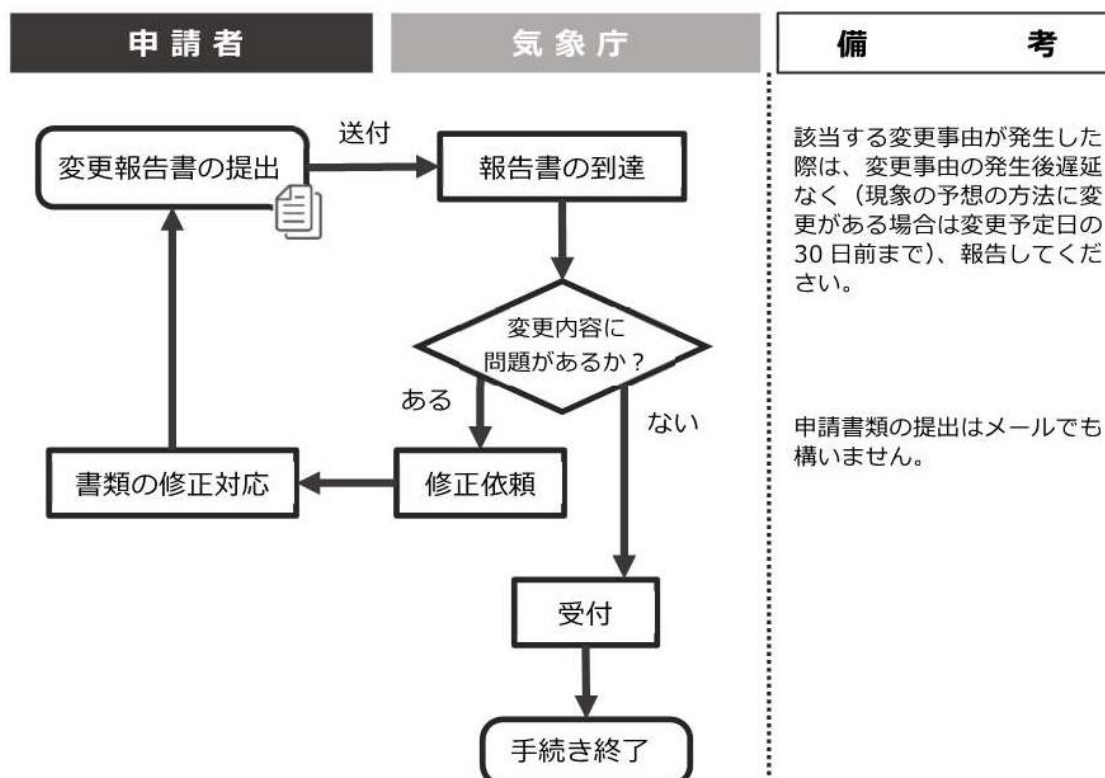 申請者
気象庁
備考
変更報告書の提出
送付
報告書の到達
変更内容に
問題があるか？
ある
ない
修正依頼
書類の修正対応
受付
手続き終了
該当する変更事由が発生した
際は、変更事由の発生後遅延
なく（現象の予想の方法に変
更がある場合は変更予定日の
30 日前まで）、報告してくだ
さい。
申請書類の提出はメールでも
構いません。